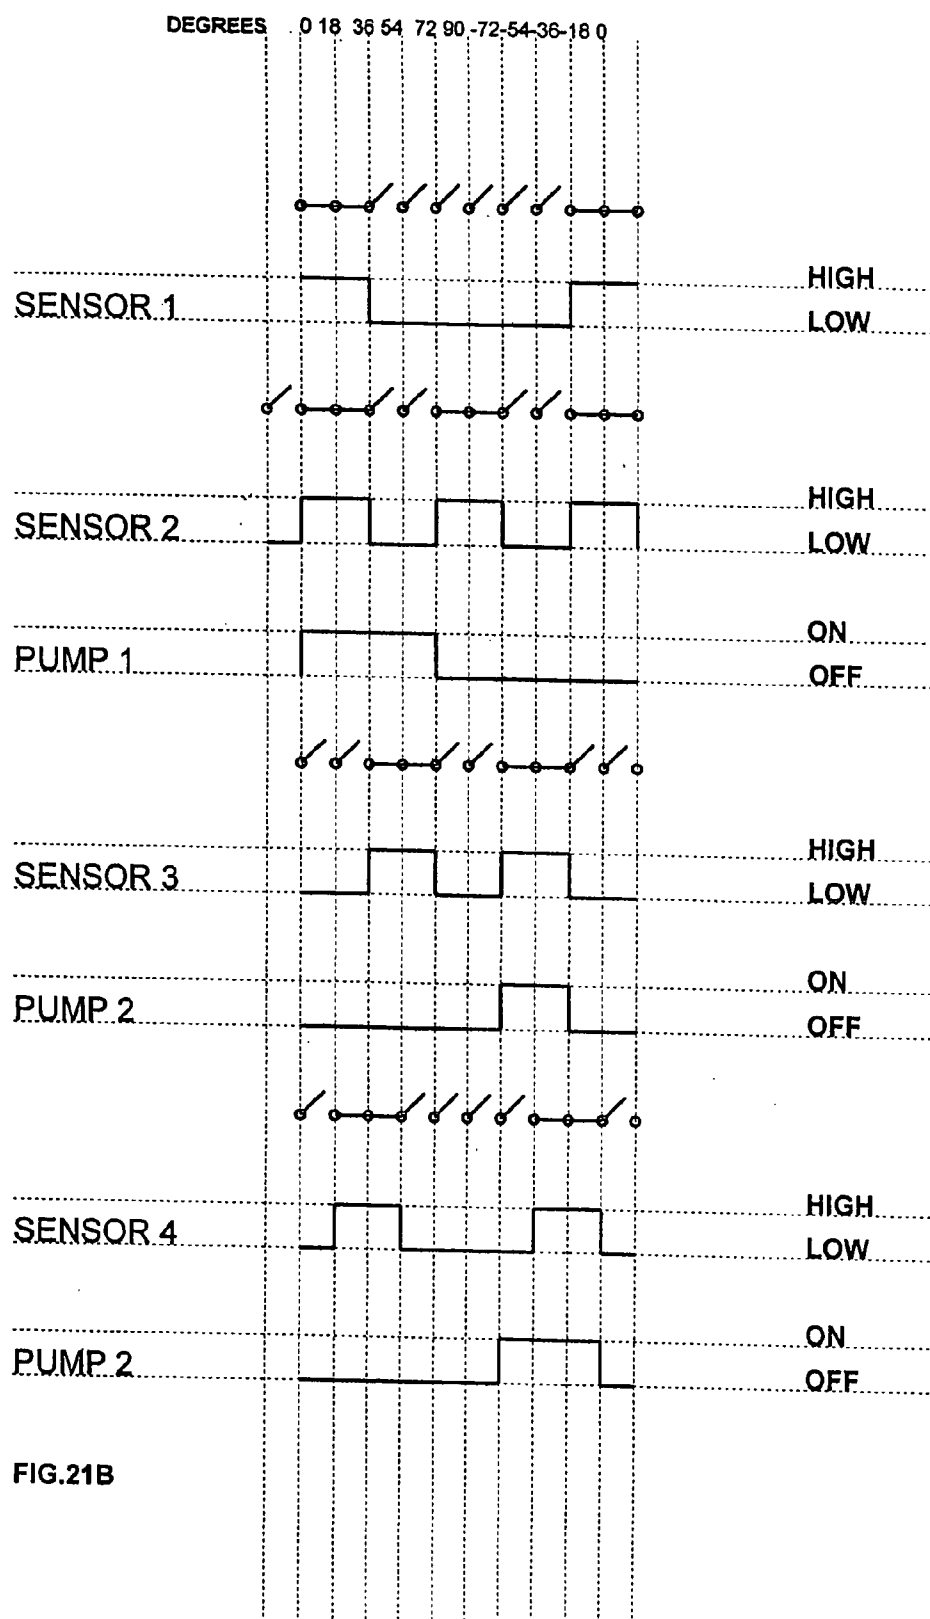 DEGREES 0 18 36 54 72 90 -72-54-36-18 0
HIGH
SENSOR 1
LOW
HIGH
SENSOR 2
LOW
ON
PUMP 1
OFF
HIGH
SENSOR 3
LOW
ON
PUMP 2
OFF
HIGH
SENSOR 4
LOW
ON
PUMP 2
OFF
FIG.21B